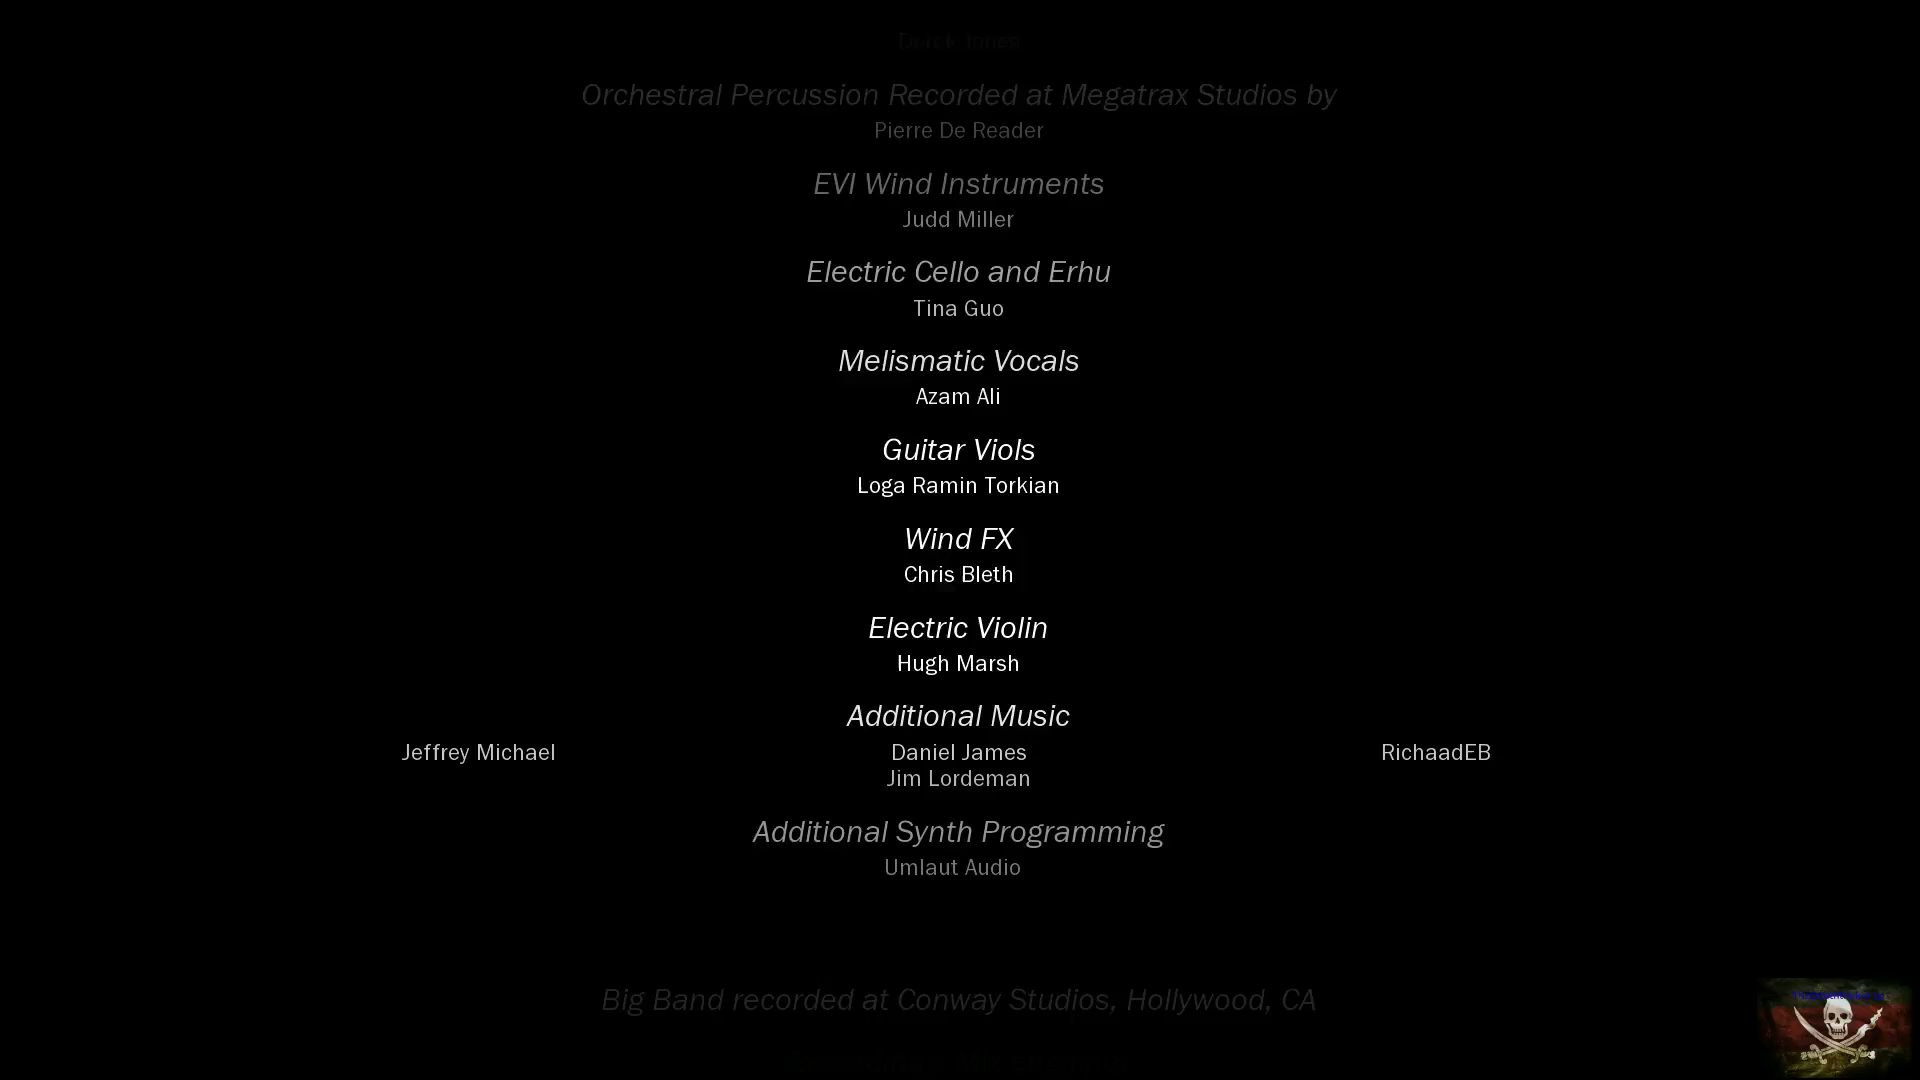 Orchestral Percussion Recorded at Megatrax Studios by
Pierre De Reader
EVI Wind Instruments
Judd Miller
Electric Cello and Erhu
Tina Guo
Melismatic Vocals
Azam Ali
Guitar Viols
Loga Ramin Torkian
Wind FX
Chris Bleth
Electric Violin
Hugh Marsh
Additional Music
Jeffrey Michael Daniel James RichaadEB
Jim Lordeman
Additional Synth Programming
Umlaut Audio
Big Band recorded at Conway Studios, Hollywood, CA